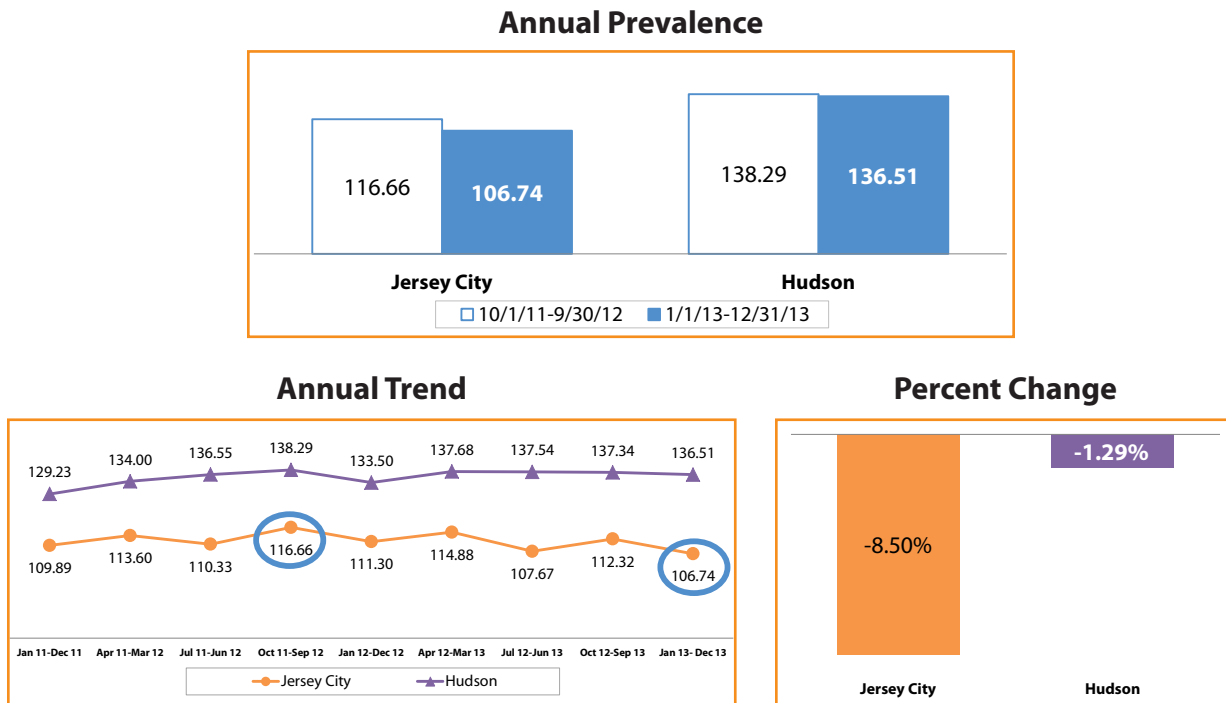 Annual Prevalence
116.66
106.74
138.29
136.51
Jersey City
Hudson
10/1/11-9/30/12
1/1/13-12/31/13
Annual Trend
129.23
134.00
136.55
138.29
133.50
137.68
137.54
137.34
136.51
109.89
113.60
110.33
116.66
111.30
114.88
107.67
112.32
106.74
Jan 11-Dec 11
Apr 11-Mar 12
Jul 11-Jun 12
Oct 11-Sep 12
Jan 12-Dec 12
Apr 12-Mar 13
Jul 12-Jun 13
Oct 12-Sep 13
Jan 13- Dec 13
Jersey City
Hudson
Percent Change
-8.50%
-1.29%
Jersey City
Hudson